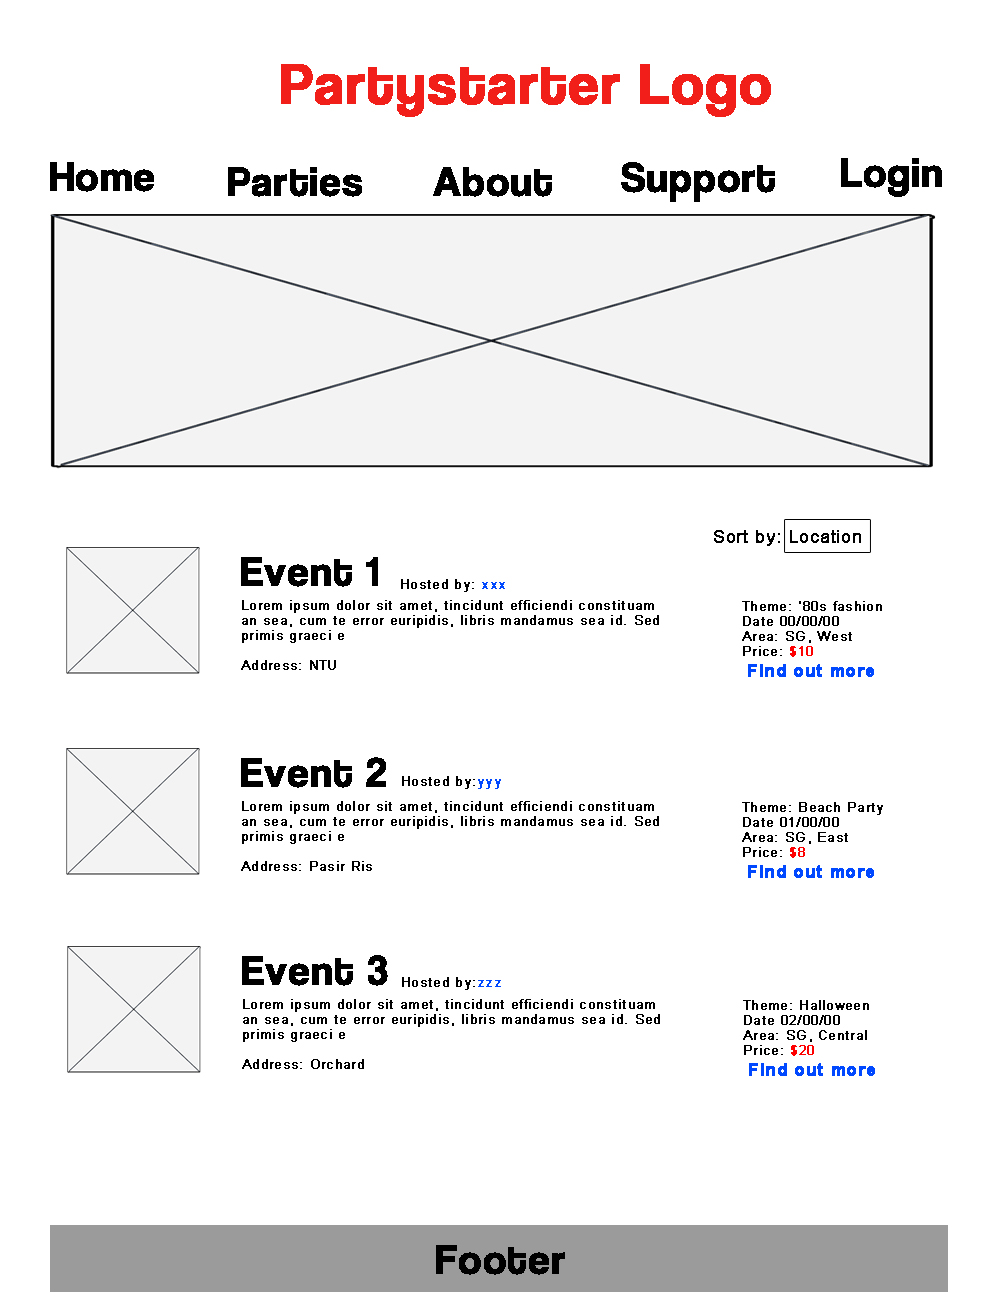 Partystarter Logo
Home Parties About Support Login
Sort by: Location
Event 1 Hosted by: xxx
Lorem ipsum dolor sit amet, tincidunt efficiendi constituam
an sea, cum te error euripidis, libris mandamus sea id. Sed
primis graeci e
Address: NTU
Theme: '80s fashion
Date 00/00/00
Area: SG, West
Price: $10
Find out more
Event 2 Hosted by:yyy
Lorem ipsum dolor sit amet, tincidunt efficiendi constituam
an sea, cum te error euripidis, libris mandamus sea id. Sed
primis graeci e
Address: Pasir Ris
Theme: Beach Party
Date 01/00/00
Area: SG, East
Price: $8
Find out more
Event 3 Hosted by:zzz
Lorem ipsum dolor sit amet, tincidunt efficiendi constituam
an sea, cum te error euripidis, libris mandamus sea id. Sed
primis graeci e
Address: Orchard
Theme: Halloween
Date 02/00/00
Area: SG, Central
Price: $20
Find out more
Footer